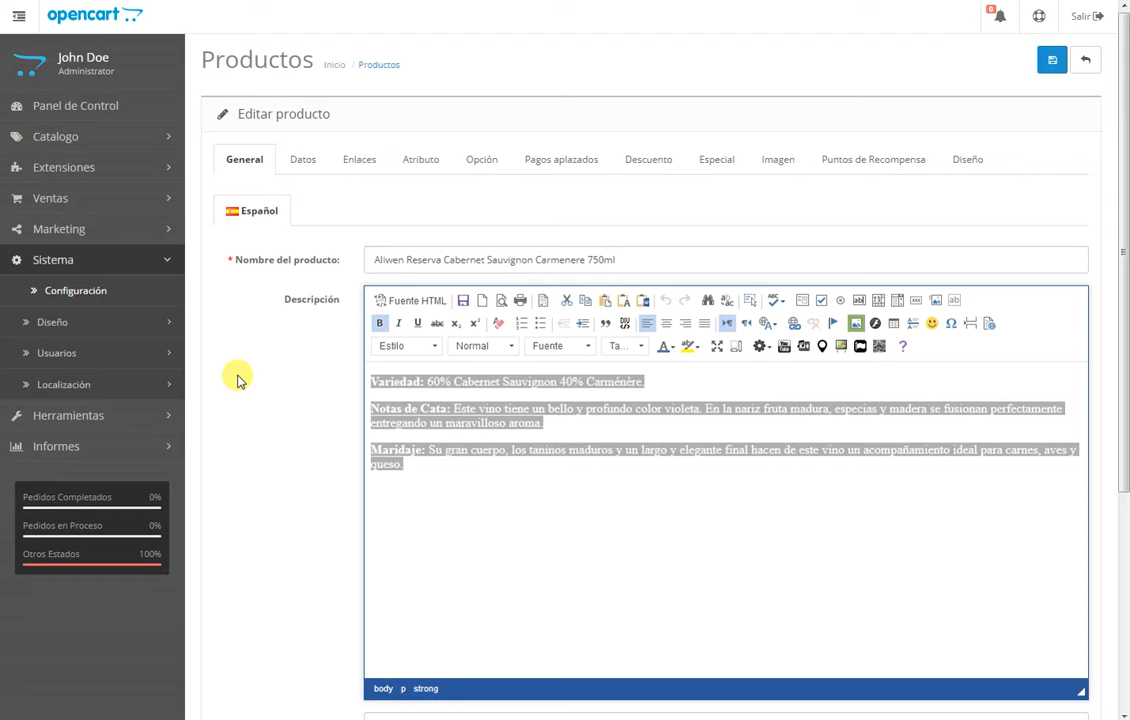 opencart
0
Salir
John Doe
Administrator
Productos
Inicio / Productos
Panel de Control
Catalogo
Extensiones
Ventas
Marketing
Sistema
Configuración
Diseño
Usuarios
Localización
Herramientas
Informes
Pedidos Completados 0%
Pedidos en Proceso 0%
Otros Estados 100%
Editar producto
General Datos Enlaces Atributo Opción Pagos aplazados Descuento Especial Imagen Puntos de Recompensa Diseño
Español
* Nombre del producto: Aliwen Reserva Cabernet Sauvignon Carmenere 750ml
Descripción
Fuente HTML
B I U abc x₂ x²
Estilo Normal Fuente Ta...
Variedad: 60% Cabernet Sauvignon 40% Carménère.
Notas de Cata: Este vino tiene un bello y profundo color violeta. En la nariz fruta madura, especias y madera se fusionan perfectamente
entregando un maravilloso aroma.
Maridaje: Su gran cuerpo, los taninos maduros y un largo y elegante final hacen de este vino un acompañamiento ideal para carnes, aves y
queso.
body p strong